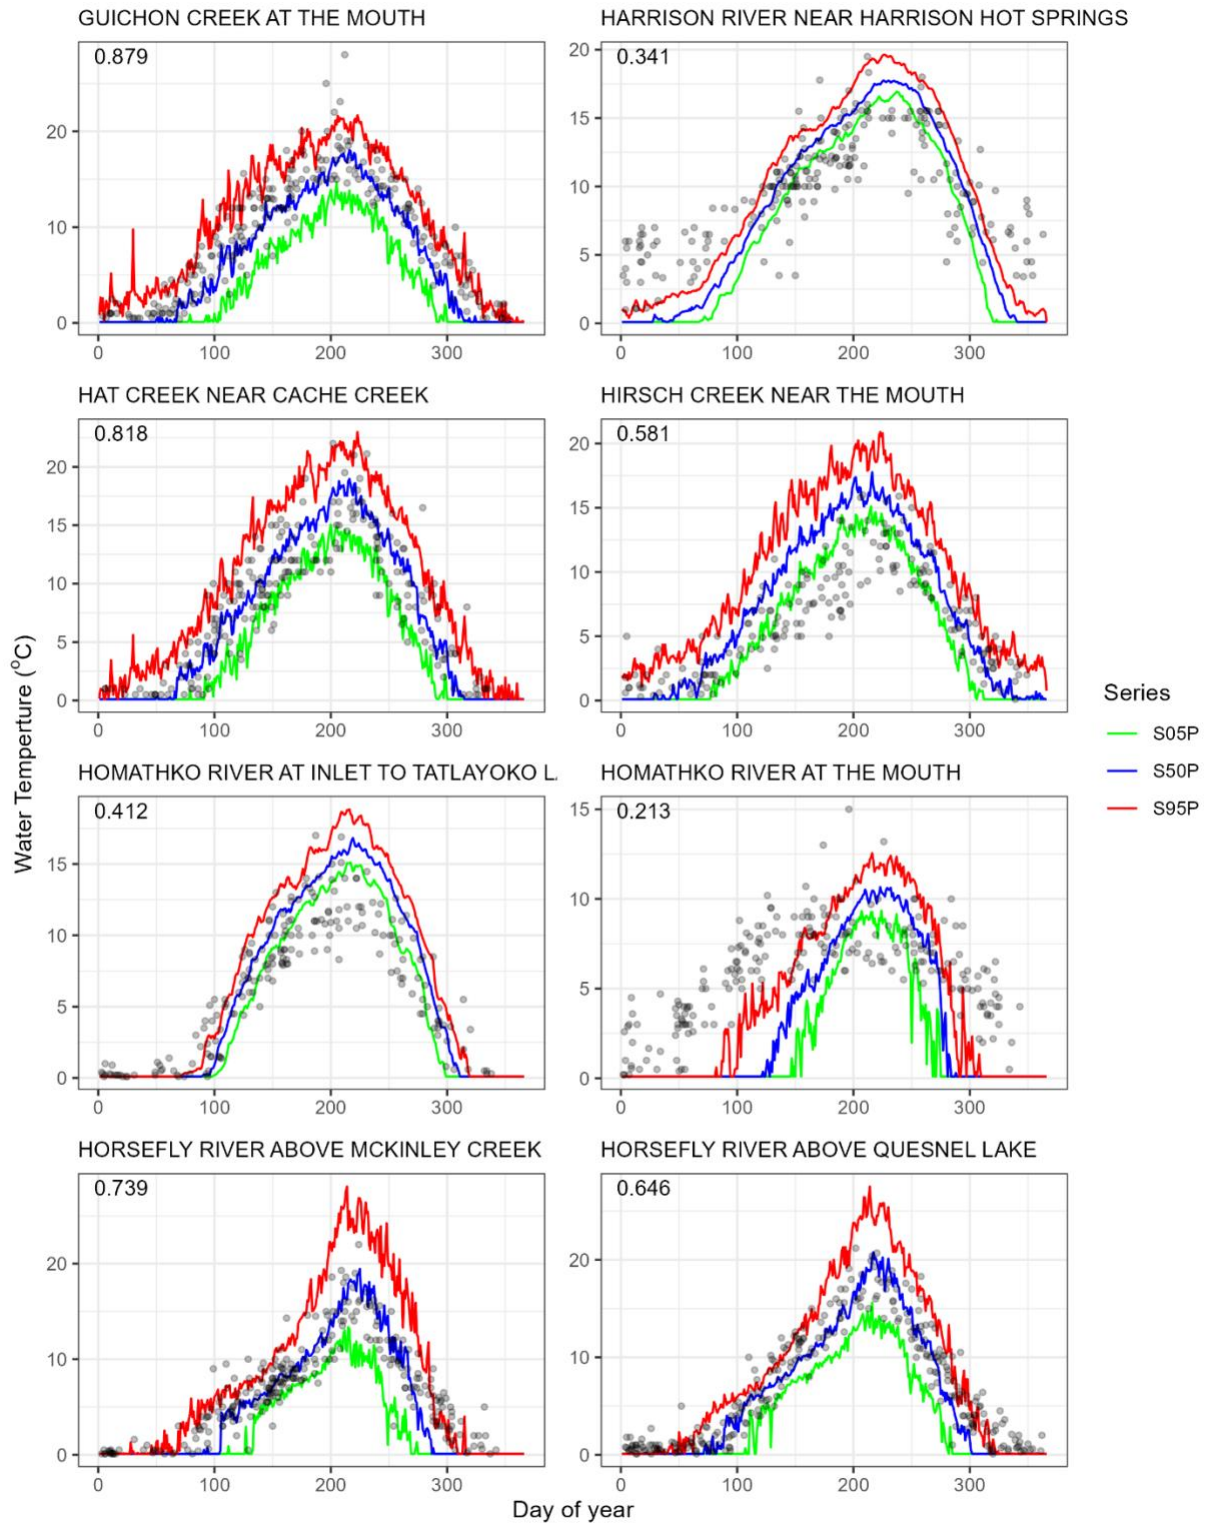 GUICHON CREEK AT THE MOUTH
0.879
20
10
0
0 100 200 300
HARRISON RIVER NEAR HARRISON HOT SPRINGS
0.341
20
15
10
5
0
0 100 200 300
HAT CREEK NEAR CACHE CREEK
0.818
20
15
10
5
0
0 100 200 300
HIRSCH CREEK NEAR THE MOUTH
0.581
20
15
10
5
0
0 100 200 300
HOMATHKO RIVER AT INLET TO TATLAYOKO L.
0.412
15
10
5
0
0 100 200 300
HOMATHKO RIVER AT THE MOUTH
0.213
15
10
5
0
0 100 200 300
HORSEFLY RIVER ABOVE MCKINLEY CREEK
0.739
20
10
0
0 100 200 300
HORSEFLY RIVER ABOVE QUESNEL LAKE
0.646
20
10
0
0 100 200 300
Water Temperture (°C)
Day of year
Series
S05P
S50P
S95P